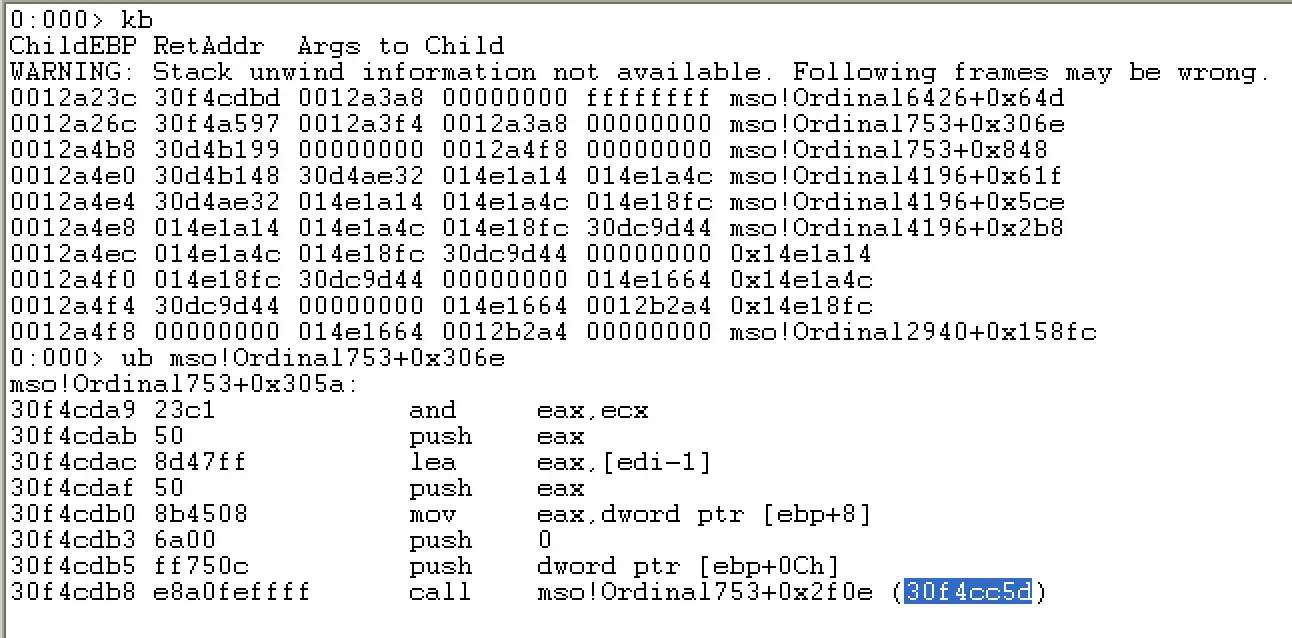 0:000> kb
ChildEBP RetAddr  Args to Child
WARNING: Stack unwind information not available. Following frames may be wrong.
0012a23c 30f4cdbd 0012a3a8 00000000 ffffffff mso!Ordinal6426+0x64d
0012a26c 30f4a597 0012a3f4 0012a3a8 00000000 mso!Ordinal753+0x306e
0012a4b8 30d4b199 00000000 0012a4f8 00000000 mso!Ordinal753+0x848
0012a4e0 30d4b148 30d4ae32 014e1a14 014e1a4c mso!Ordinal4196+0x61f
0012a4e4 30d4ae32 014e1a14 014e1a4c 014e18fc mso!Ordinal4196+0x5ce
0012a4e8 014e1a14 014e1a4c 014e18fc 30dc9d44 mso!Ordinal4196+0x2b8
0012a4ec 014e1a4c 014e18fc 30dc9d44 00000000 0x14e1a14
0012a4f0 014e18fc 30dc9d44 00000000 014e1664 0x14e1a4c
0012a4f4 30dc9d44 00000000 014e1664 0012b2a4 0x14e18fc
0012a4f8 00000000 014e1664 0012b2a4 00000000 mso!Ordinal2940+0x158fc
0:000> ub mso!Ordinal753+0x306e
mso!Ordinal753+0x305a:
30f4cda9 23c1            and     eax,ecx
30f4cdab 50              push    eax
30f4cdac 8d47ff          lea     eax,[edi-1]
30f4cdaf 50              push    eax
30f4cdb0 8b4508          mov     eax,dword ptr [ebp+8]
30f4cdb3 6a00            push    0
30f4cdb5 ff750c          push    dword ptr [ebp+0Ch]
30f4cdb8 e8a0feffff      call    mso!Ordinal753+0x2f0e (30f4cc5d)